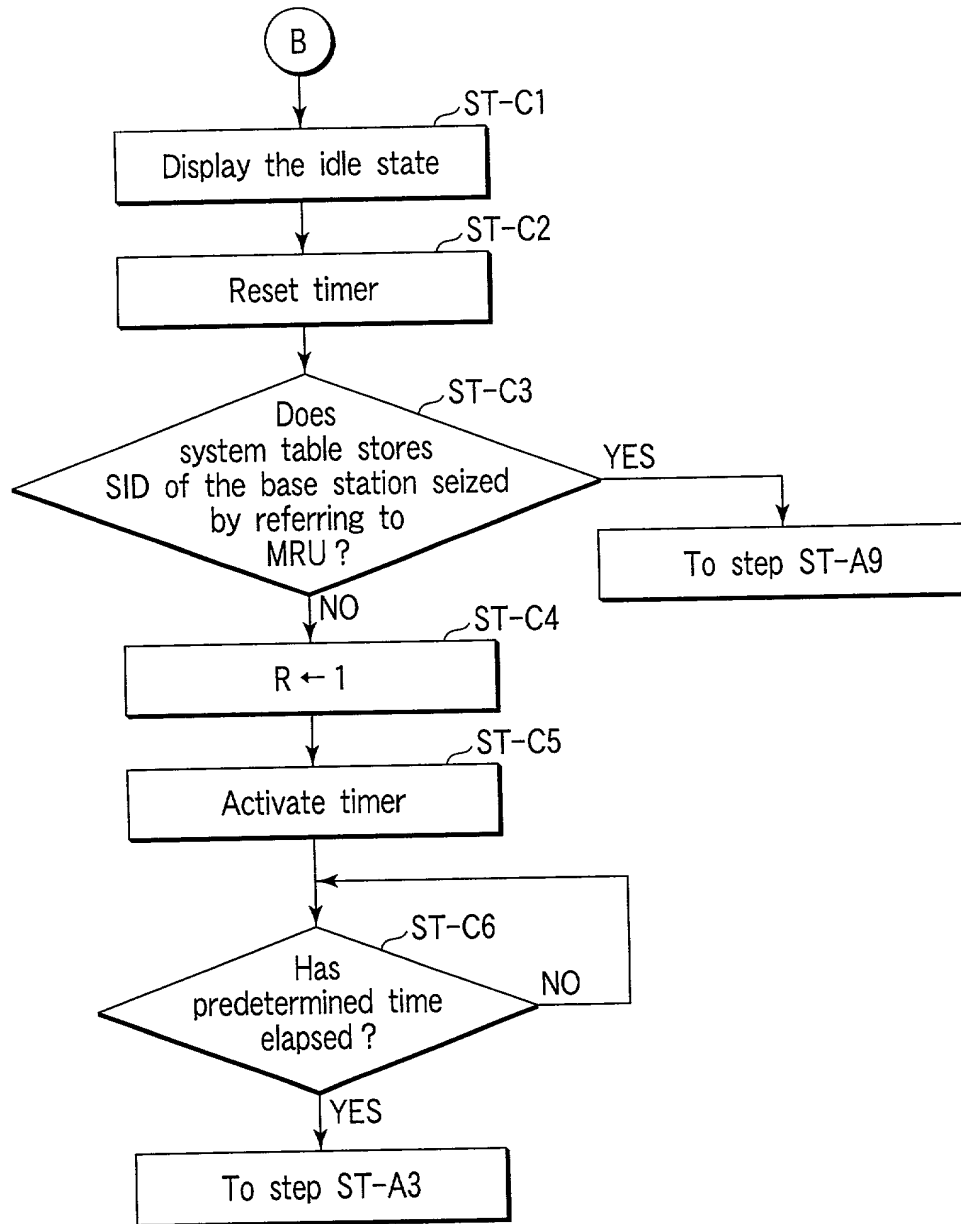 B
ST-C1
Display the idle state
ST-C2
Reset timer
ST-C3
Does
system table stores
SID of the base station seized
by referring to
MRU ?
YES
To step ST-A9
NO
ST-C4
R ← 1
ST-C5
Activate timer
ST-C6
Has
predetermined time
elapsed ?
NO
YES
To step ST-A3